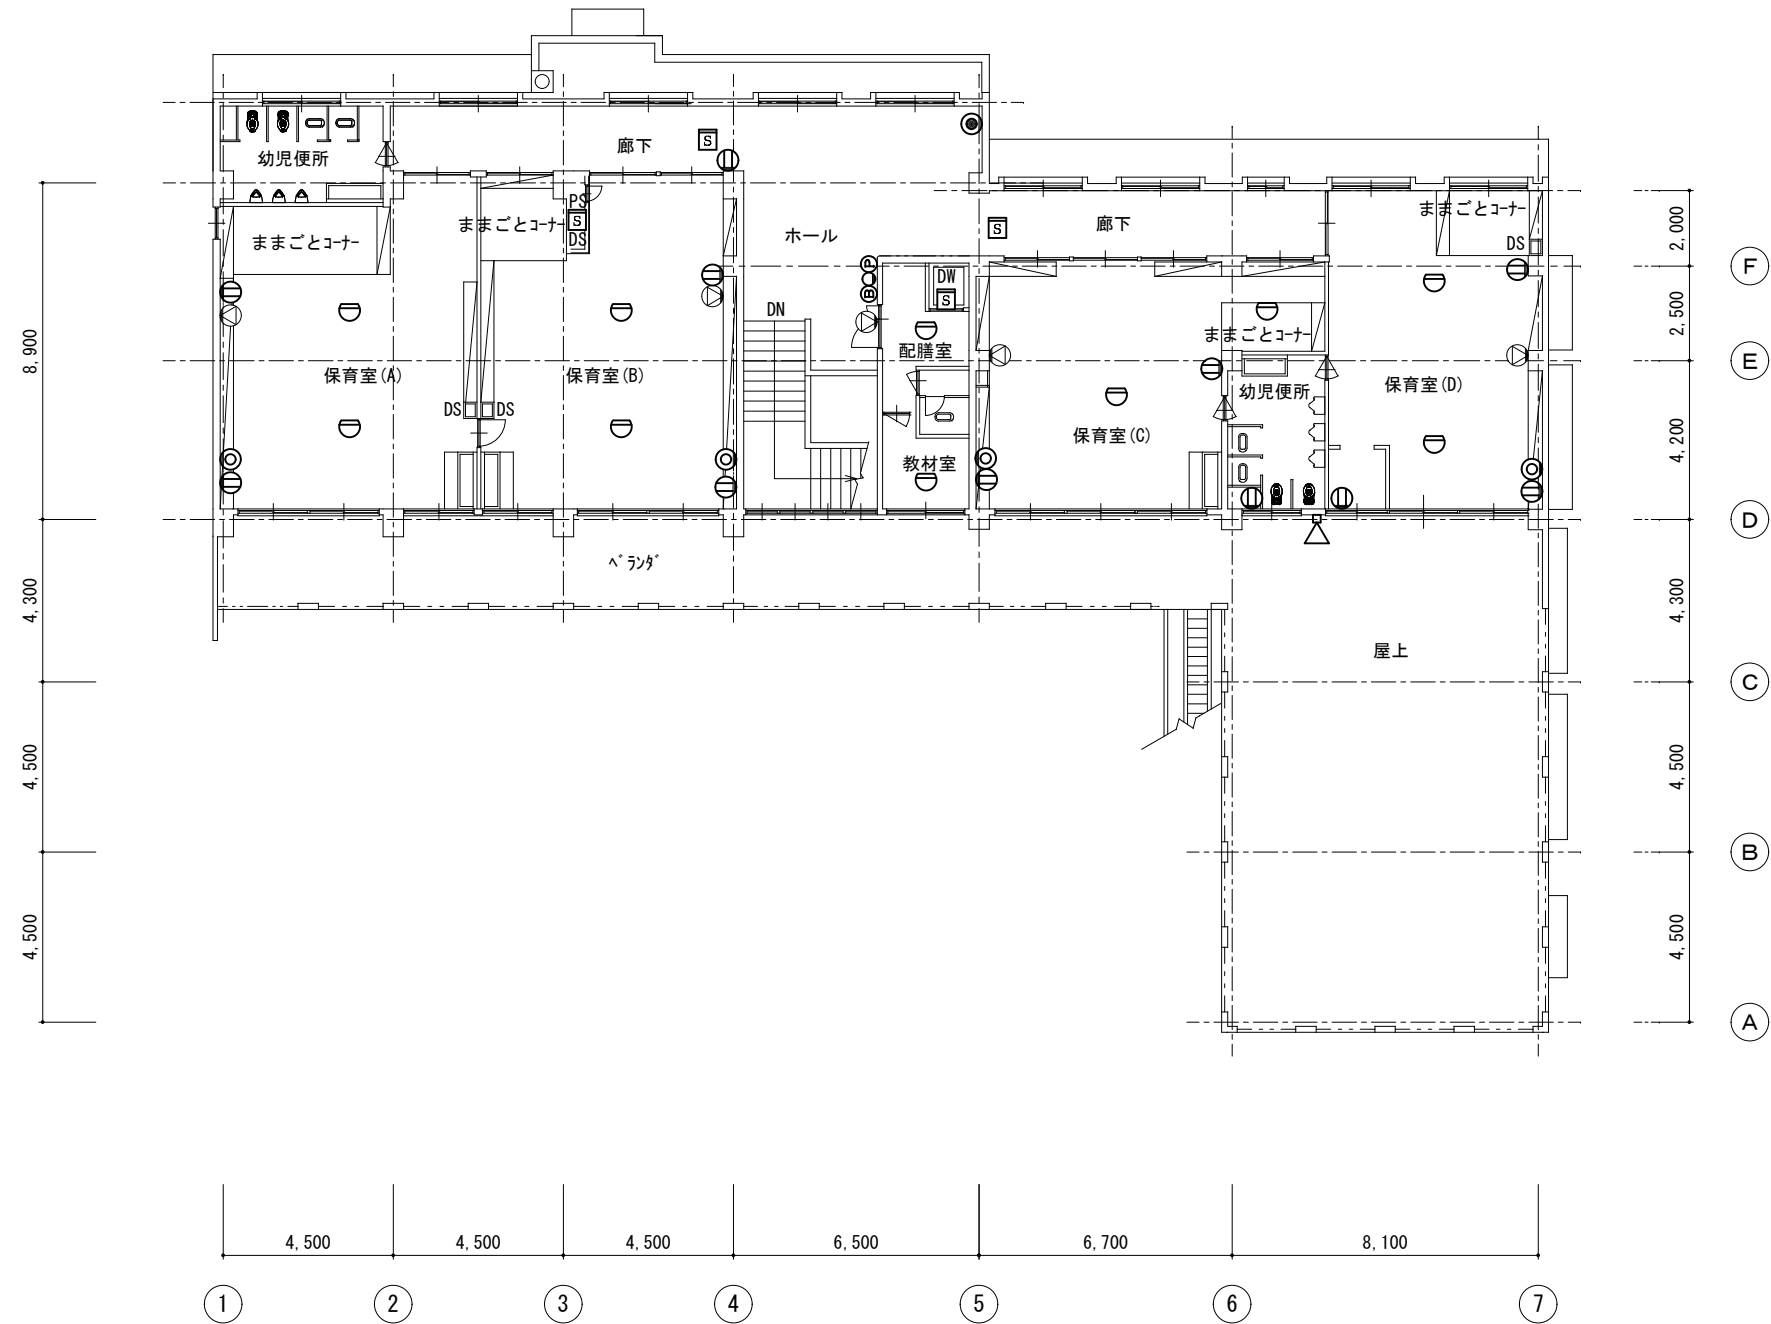 廊下
S
幼児便所
PS
S
DS
ままごとコーナー
ままごとコーナー
ホール
S
廊下
ままごとコーナー
DS
2,000
F
P
B
DW
S
DN
2,500
ままごとコーナー
配膳室
E
8,900
保育室(A)
保育室(B)
保育室(D)
幼児便所
DS
DS
保育室(C)
4,200
教材室
D
ベランダ
4,300
4,300
屋上
C
4,500
4,500
B
4,500
4,500
A
4,500
4,500
4,500
6,500
6,700
8,100
1
2
3
4
5
6
7